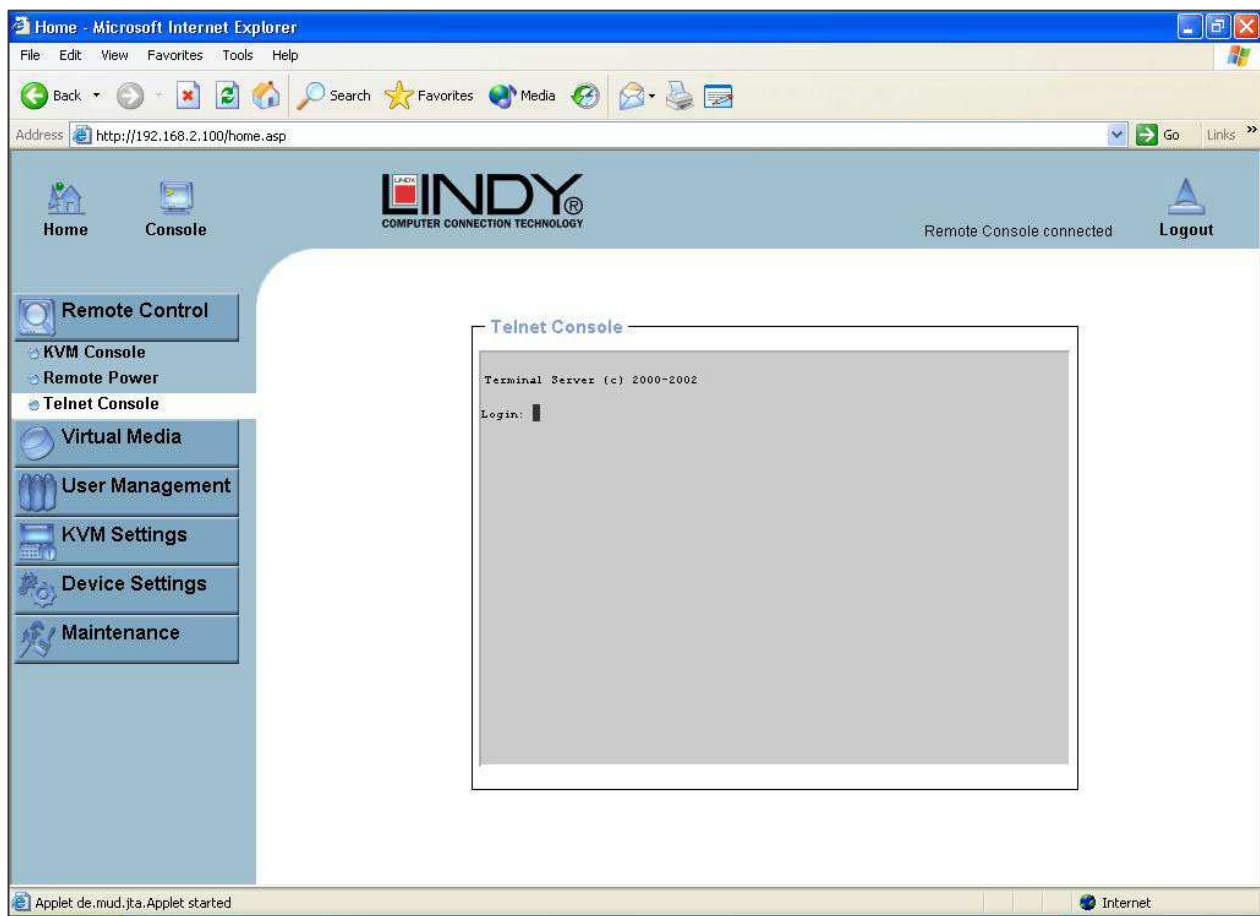 Home - Microsoft Internet Explorer
File Edit View Favorites Tools Help
Back Search Favorites Media
Address http://192.168.2.100/home.asp Go Links »
Home Console
LINDY
LINDY®
COMPUTER CONNECTION TECHNOLOGY
Remote Console connected
Logout
Remote Control
KVM Console
Remote Power
Telnet Console
Virtual Media
User Management
KVM Settings
Device Settings
Maintenance
Telnet Console
Terminal Server (c) 2000-2002
Login:
Applet de.mud.jta.Applet started
Internet